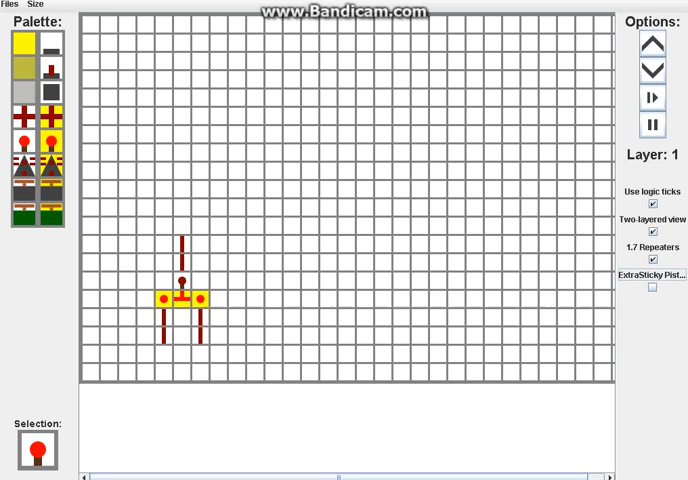 Files Size
www.Bandicam.com
Palette:
Options:
Layer: 1
Use logic ticks
Two-layered view
1.7 Repeaters
ExtraSticky Pist...
Selection: